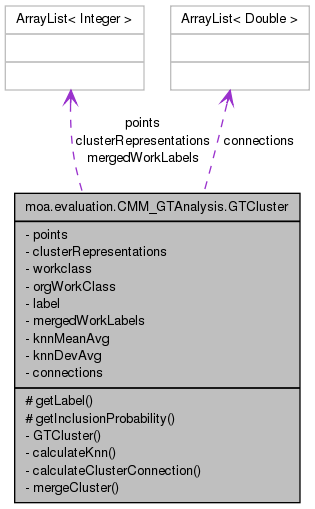 ArrayList< Integer >
ArrayList< Double >
points
clusterRepresentations
mergedWorkLabels
connections
moa.evaluation.CMM_GTAnalysis.GTCluster
- points
- clusterRepresentations
- workclass
- orgWorkClass
- label
- mergedWorkLabels
- knnMeanAvg
- knnDevAvg
- connections
# getLabel()
# getInclusionProbability()
- GTCluster()
- calculateKnn()
- calculateClusterConnection()
- mergeCluster()